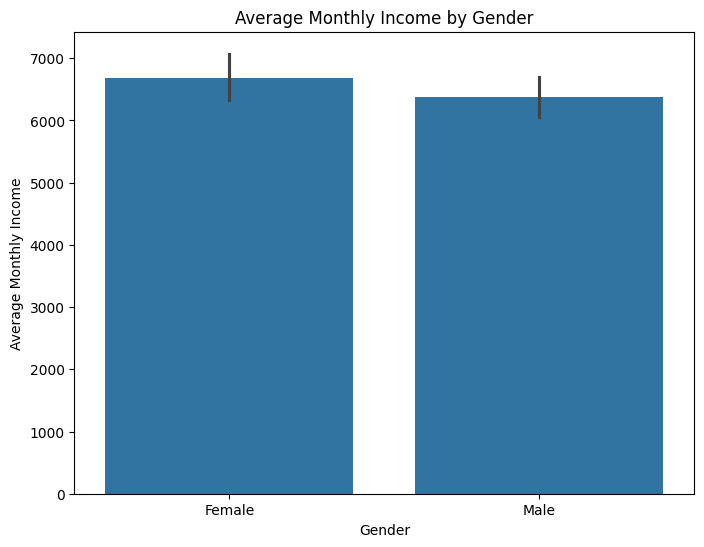 Average Monthly Income by Gender
7000
6000
5000
4000
3000
2000
1000
0
Average Monthly Income
Female Male
Gender